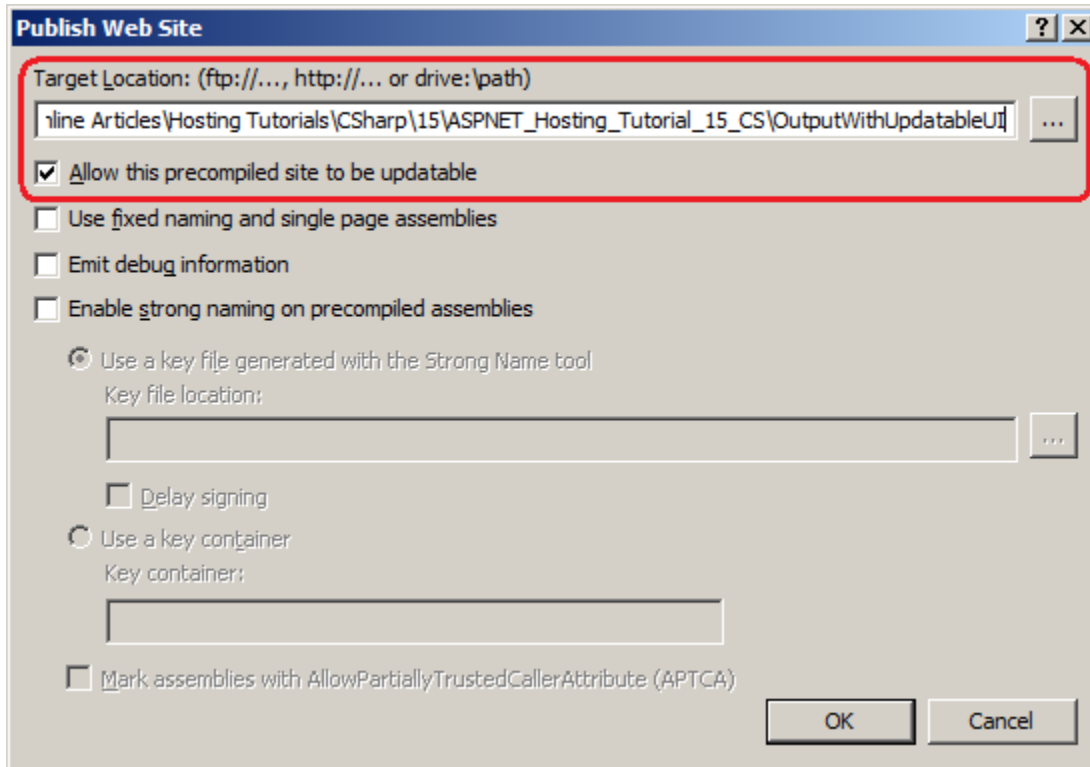 Publish Web Site
Target Location: (ftp://..., http://... or drive:\path)
nline Articles\Hosting Tutorials\CSharp\15\ASPNET_Hosting_Tutorial_15_CS\OutputWithUpdatableUI
...
Allow this precompiled site to be updatable
Use fixed naming and single page assemblies
Emit debug information
Enable strong naming on precompiled assemblies
Use a key file generated with the Strong Name tool
Key file location:
...
Delay signing
Use a key container
Key container:
Mark assemblies with AllowPartiallyTrustedCallerAttribute (APTCA)
OK
Cancel